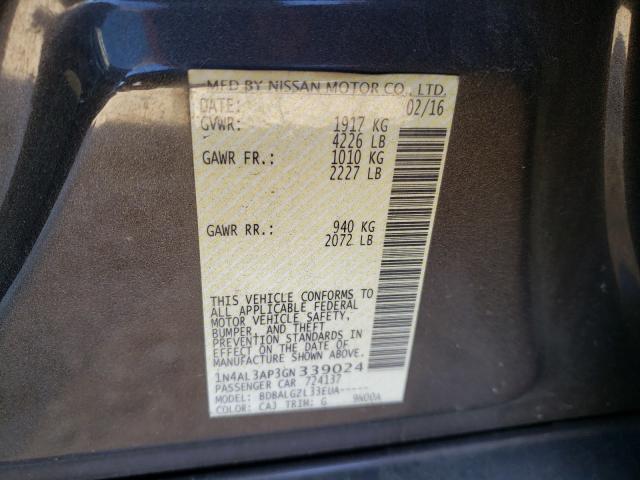 MFD BY NISSAN MOTOR CO., LTD.
DATE: 02/16
GVWR: 1917 KG
4226 LB
GAWR FR.: 1010 KG
2227 LB
GAWR RR.: 940 KG
2072 LB
THIS VEHICLE CONFORMS TO
ALL APPLICABLE FEDERAL
MOTOR VEHICLE SAFETY,
BUMPER, AND THEFT
PREVENTION STANDARDS IN
EFFECT ON THE DATE OF
MANUFACTURE SHOWN ABOVE.
1N4AL3AP3GN339024
PASSENGER CAR 724137
MODEL: BDBALGZL33EUA-----
COLOR: CAJ TRIM: G 9N00A